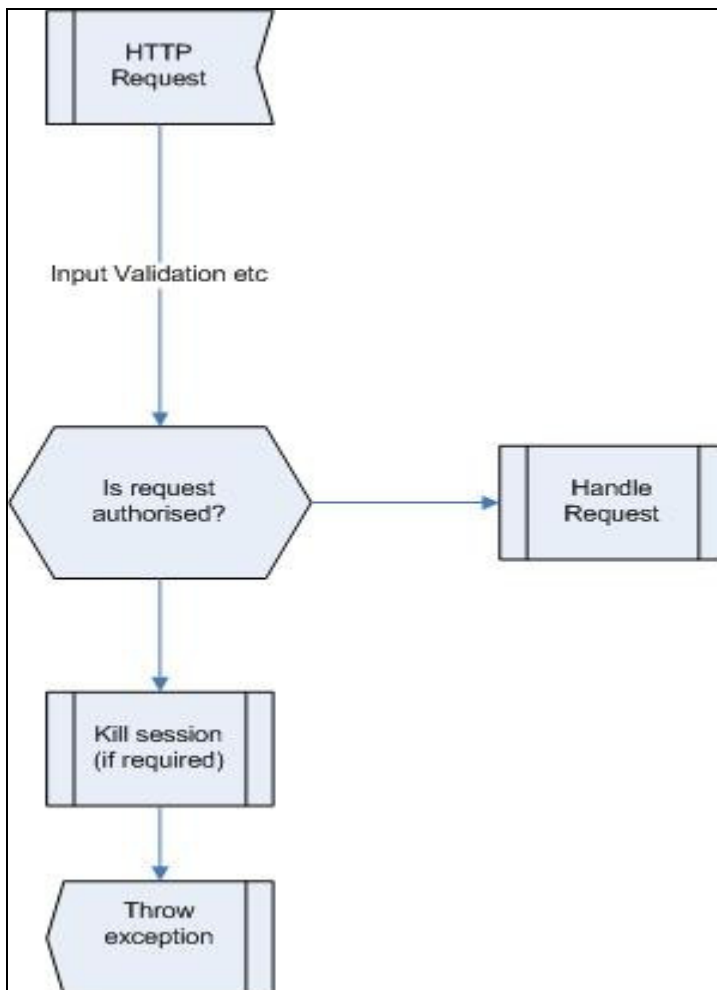 HTTP
Request
Input Validation etc
Is request
authorised?
Handle
Request
Kill session
(if required)
Throw
exception